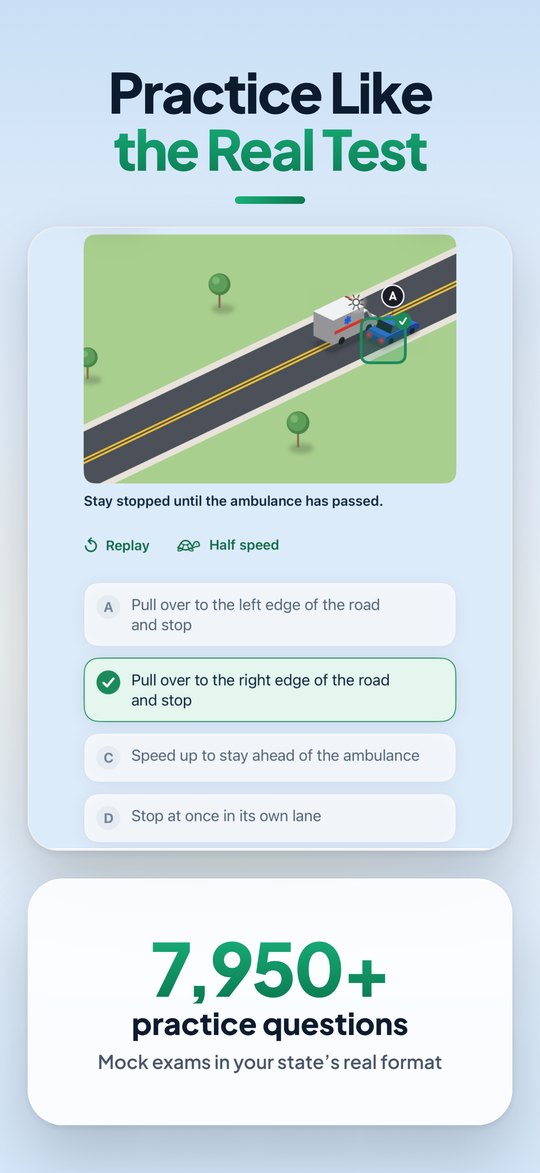 Practice Like
the Real Test
A
Stay stopped until the ambulance has passed.
Replay
Half speed
A
Pull over to the left edge of the road
and stop
Pull over to the right edge of the road
and stop
C
Speed up to stay ahead of the ambulance
D
Stop at once in its own lane
7,950+
practice questions
Mock exams in your state’s real format